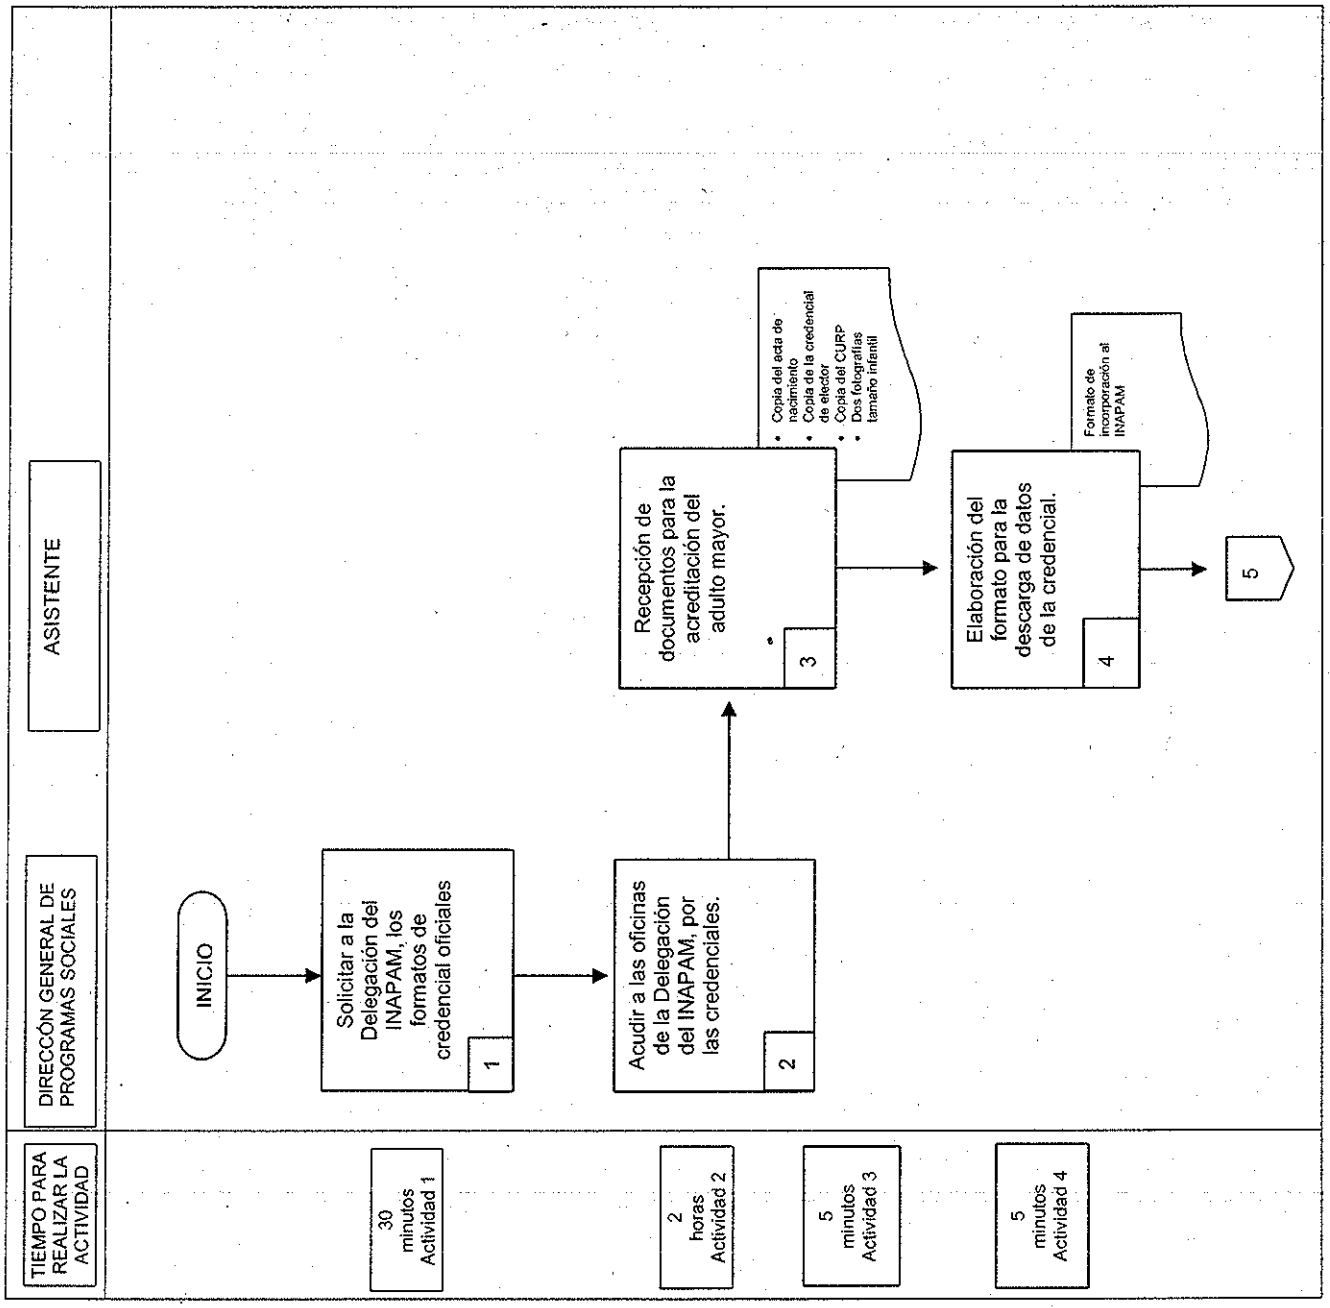 TIEMPO PARA
REALIZAR LA
ACTIVIDAD
DIRECCÓN GENERAL DE
PROGRAMAS SOCIALES
ASISTENTE
INICIO
30
minutos
Actividad 1
Solicitar a la
Delegación del
INAPAM, los
formatos de
credencial oficiales
1
2
horas
Actividad 2
Acudir a las oficinas
de la Delegación
del INAPAM, por
las credenciales.
2
5
minutos
Actividad 3
Recepción de
documentos para la
acreditación del
adulto mayor.
3
• Copia del acta de
nacimiento
• Copia de la credencial
de elector
• Copia del CURP
• Dos fotografías
tamaño infantil
5
minutos
Actividad 4
Elaboración del
formato para la
descarga de datos
de la credencial.
4
Formato de
incorporación al
INAPAM
5